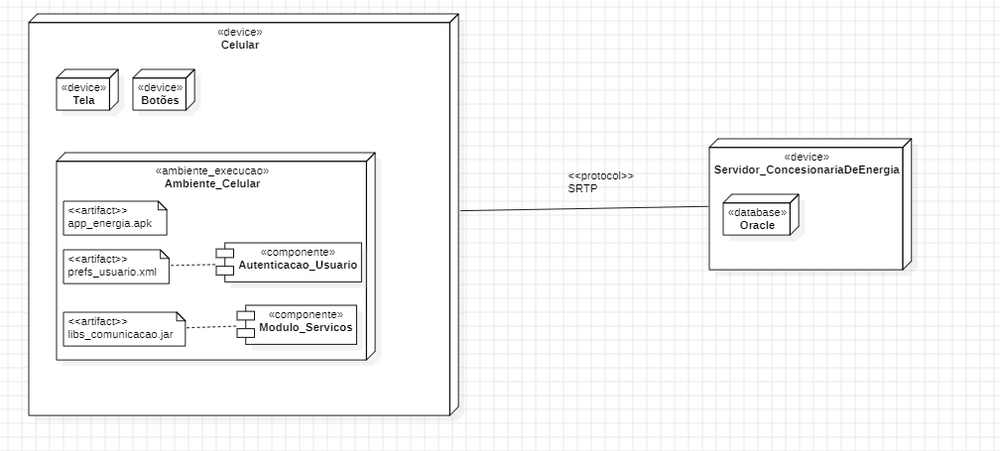 «device»
Celular
«device»
Tela
«device»
Botões
«ambiente_execucao»
Ambiente_Celular
<<artifact>>
app_energia.apk
<<artifact>>
prefs_usuario.xml
«componente»
Autenticacao_Usuario
<<artifact>>
libs_comunicacao.jar
«componente»
Modulo_Servicos
<<protocol>>
SRTP
«device»
Servidor_ConcesionariaDeEnergia
«database»
Oracle